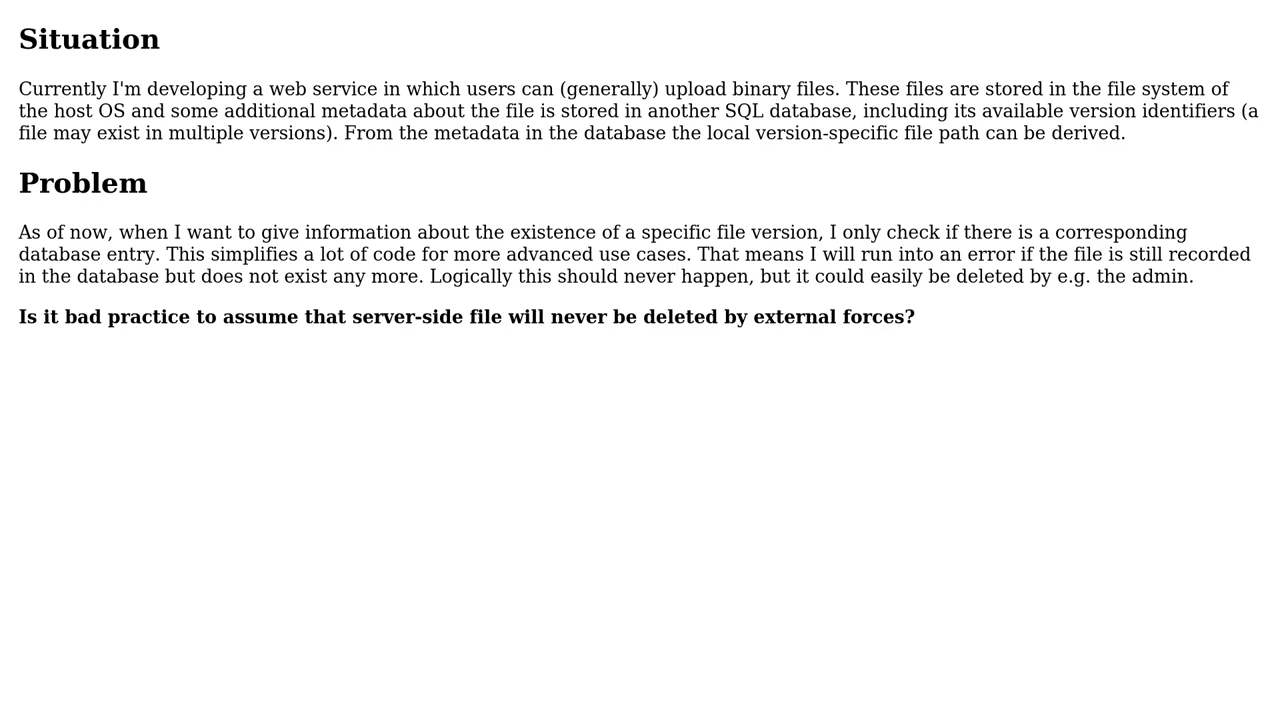 Situation
Currently I'm developing a web service in which users can (generally) upload binary files. These files are stored in the file system of
the host OS and some additional metadata about the file is stored in another SQL database, including its available version identifiers (a
file may exist in multiple versions). From the metadata in the database the local version-specific file path can be derived.
Problem
As of now, when I want to give information about the existence of a specific file version, I only check if there is a corresponding
database entry. This simplifies a lot of code for more advanced use cases. That means I will run into an error if the file is still recorded
in the database but does not exist any more. Logically this should never happen, but it could easily be deleted by e.g. the admin.
Is it bad practice to assume that server-side file will never be deleted by external forces?